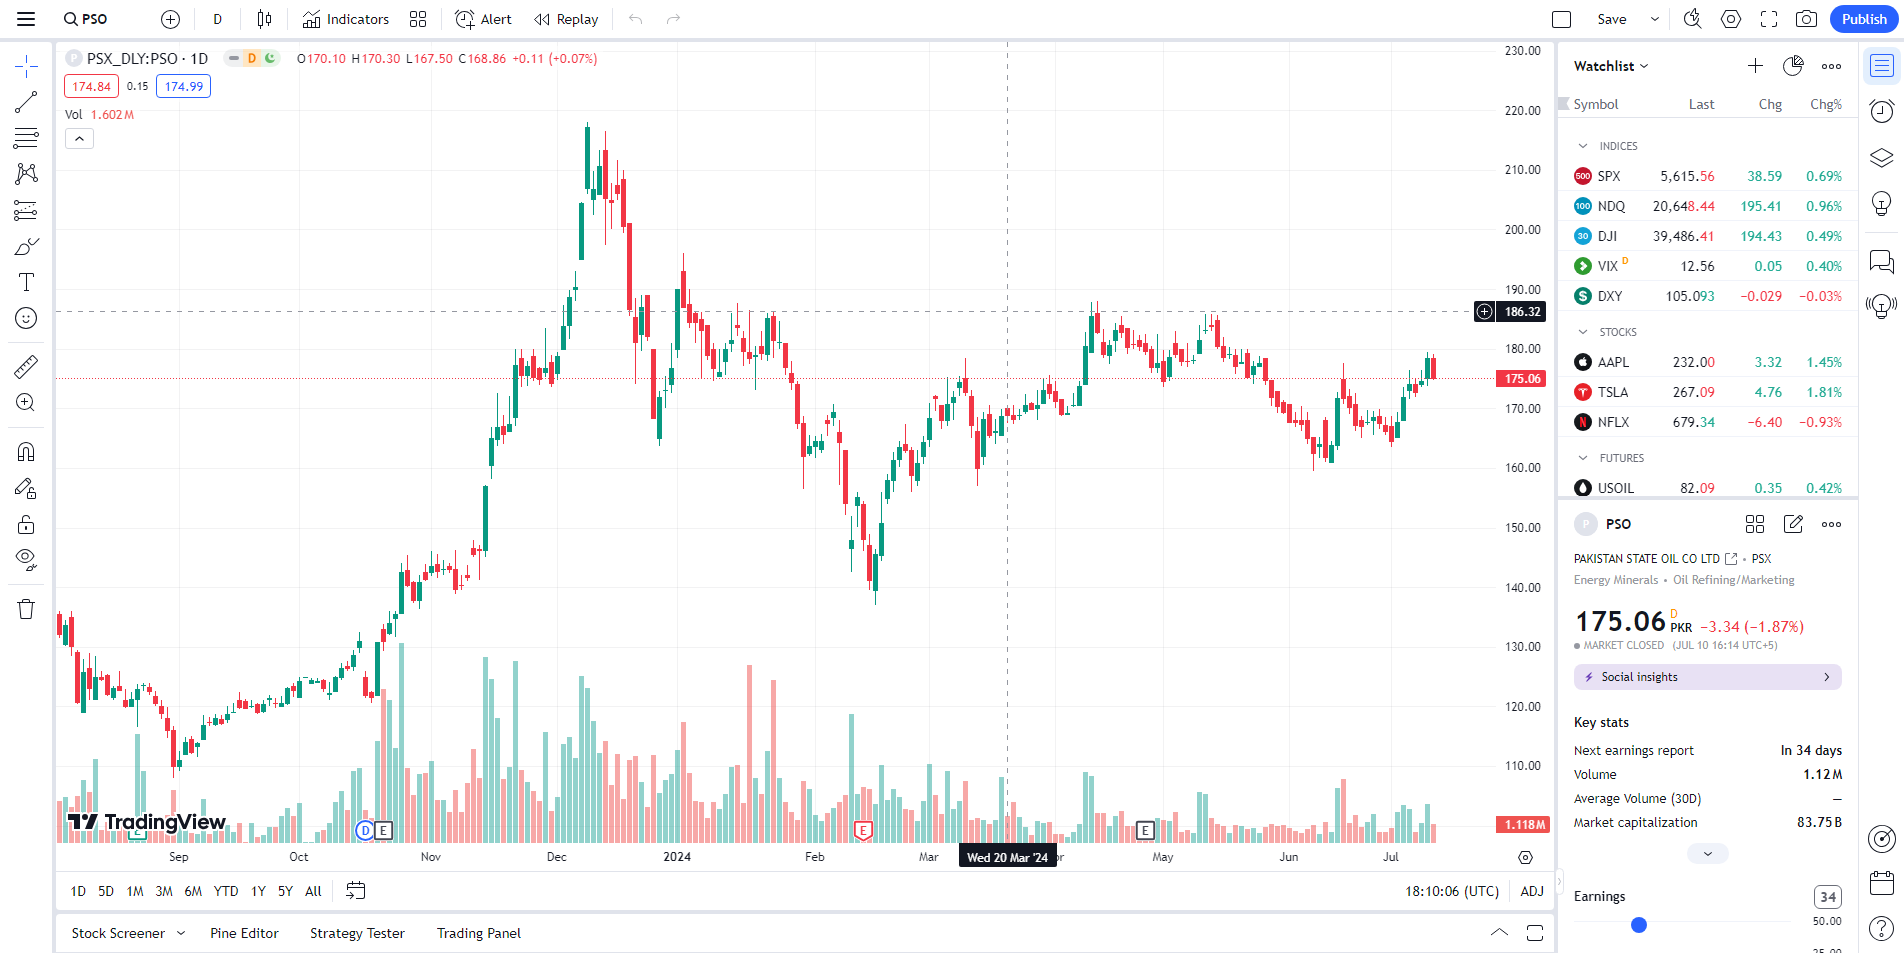 PSO D Indicators Alert Replay Save Publish
P PSX_DLY:PSO · 1D D O170.10 H170.30 L167.50 C168.86 +0.11 (+0.07%)
174.84 0.15 174.99
Vol 1.602 M
230.00
220.00
210.00
200.00
190.00
186.32
180.00
175.06
170.00
160.00
150.00
140.00
130.00
120.00
110.00
1.118 M
TradingView
D E E E
Sep Oct Nov Dec 2024 Feb Mar Wed 20 Mar '24 May Jun Jul
1D 5D 1M 3M 6M YTD 1Y 5Y All 18:10:06 (UTC) ADJ
Stock Screener Pine Editor Strategy Tester Trading Panel
Watchlist
Symbol Last Chg Chg%
INDICES
500 SPX 5,615.56 38.59 0.69%
100 NDQ 20,648.44 195.41 0.96%
30 DJI 39,486.41 194.43 0.49%
VIX D 12.56 0.05 0.40%
DXY 105.093 −0.029 −0.03%
STOCKS
AAPL 232.00 3.32 1.45%
TSLA 267.09 4.76 1.81%
NFLX 679.34 −6.40 −0.93%
FUTURES
USOIL 82.09 0.35 0.42%
P PSO
PAKISTAN STATE OIL CO LTD • PSX
Energy Minerals • Oil Refining/Marketing
175.06 D PKR −3.34 (−1.87%)
MARKET CLOSED (JUL 10 16:14 UTC+5)
Social insights
Key stats
Next earnings report In 34 days
Volume 1.12 M
Average Volume (30D) —
Market capitalization 83.75 B
Earnings 34
50.00